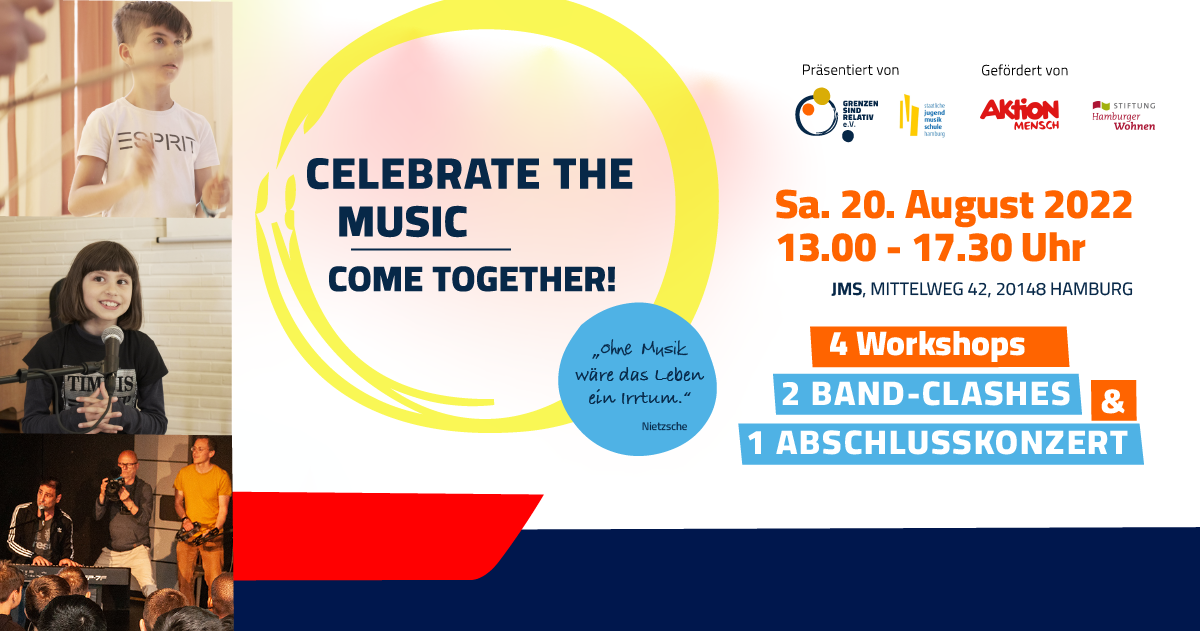 ESPRIT
TIM IS
CELEBRATE THE
MUSIC
COME TOGETHER!
„Ohne Musik
wäre das Leben
ein Irrtum.“
Nietzsche
Präsentiert von
GRENZEN
SIND
RELATIV
e.V.
staatliche
jugend
musik
schule
hamburg
Gefördert von
AKTION
MENSCH
STIFTUNG
Hamburger
Wohnen
Sa. 20. August 2022
13.00 - 17.30 Uhr
JMS, MITTELWEG 42, 20148 HAMBURG
4 Workshops
2 BAND-CLASHES
&
1 ABSCHLUSSKONZERT